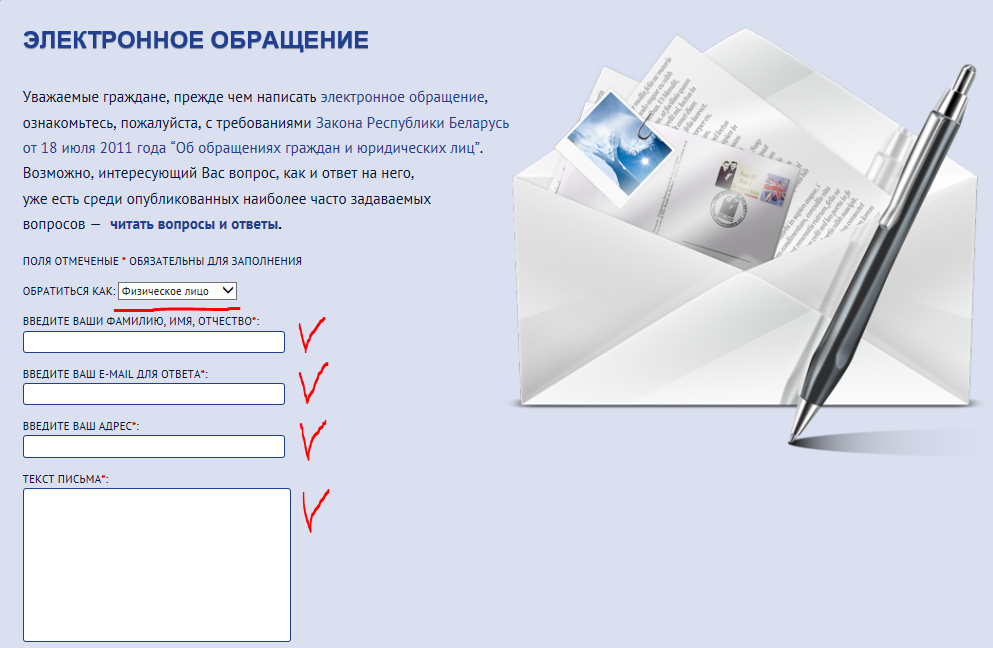 ЭЛЕКТРОННОЕ ОБРАЩЕНИЕ
Уважаемые граждане, прежде чем написать электронное обращение,
ознакомьтесь, пожалуйста, с требованиями Закона Республики Беларусь
от 18 июля 2011 года “Об обращениях граждан и юридических лиц”.
Возможно, интересующий Вас вопрос, как и ответ на него,
уже есть среди опубликованных наиболее часто задаваемых
вопросов — читать вопросы и ответы.
ПОЛЯ ОТМЕЧЕНЫЕ * ОБЯЗАТЕЛЬНЫ ДЛЯ ЗАПОЛНЕНИЯ
ОБРАТИТЬСЯ КАК: Физическое лицо
ВВЕДИТЕ ВАШИ ФАМИЛИЮ, ИМЯ, ОТЧЕСТВО*:
ВВЕДИТЕ ВАШ E-MAIL ДЛЯ ОТВЕТА*:
ВВЕДИТЕ ВАШ АДРЕС*:
ТЕКСТ ПИСЬМА*: